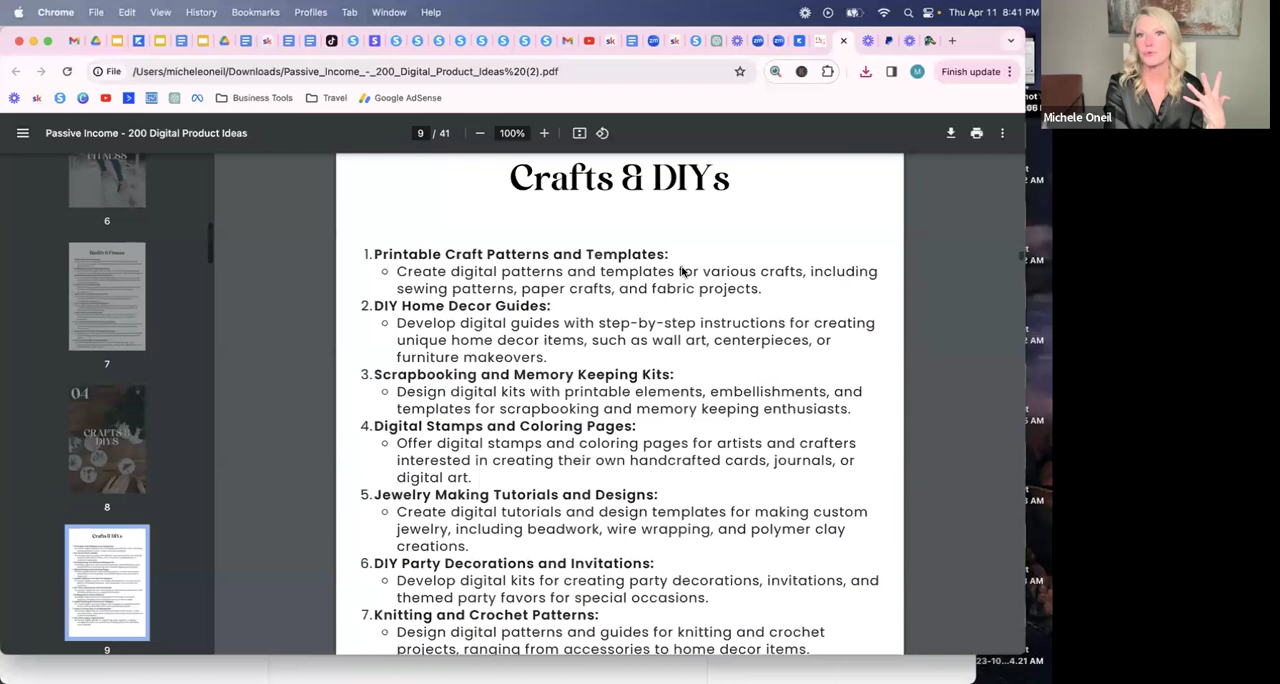 Chrome File Edit View History Bookmarks Profiles Tab Window Help Thu Apr 11 8:41 PM
File /Users/micheleoneil/Downloads/Passive_Income_-_200_Digital_Product_Ideas%20(2).pdf Finish update
Business Tools Travel Google AdSense
Michele Oneil
Passive Income - 200 Digital Product Ideas 9 / 41 100%
6
7
04
CRAFTS &
DIYS
8
Crafts & DIYs
9
Crafts & DIYs
1. Printable Craft Patterns and Templates:
Create digital patterns and templates for various crafts, including
sewing patterns, paper crafts, and fabric projects.
2. DIY Home Decor Guides:
Develop digital guides with step-by-step instructions for creating
unique home decor items, such as wall art, centerpieces, or
furniture makeovers.
3. Scrapbooking and Memory Keeping Kits:
Design digital kits with printable elements, embellishments, and
templates for scrapbooking and memory keeping enthusiasts.
4. Digital Stamps and Coloring Pages:
Offer digital stamps and coloring pages for artists and crafters
interested in creating their own handcrafted cards, journals, or
digital art.
5. Jewelry Making Tutorials and Designs:
Create digital tutorials and design templates for making custom
jewelry, including beadwork, wire wrapping, and polymer clay
creations.
6. DIY Party Decorations and Invitations:
Develop digital kits for creating party decorations, invitations, and
themed party favors for special occasions.
7. Knitting and Crochet Patterns:
Design digital patterns and guides for knitting and crochet
projects, ranging from accessories to home decor items.
23-10...4.21 AM